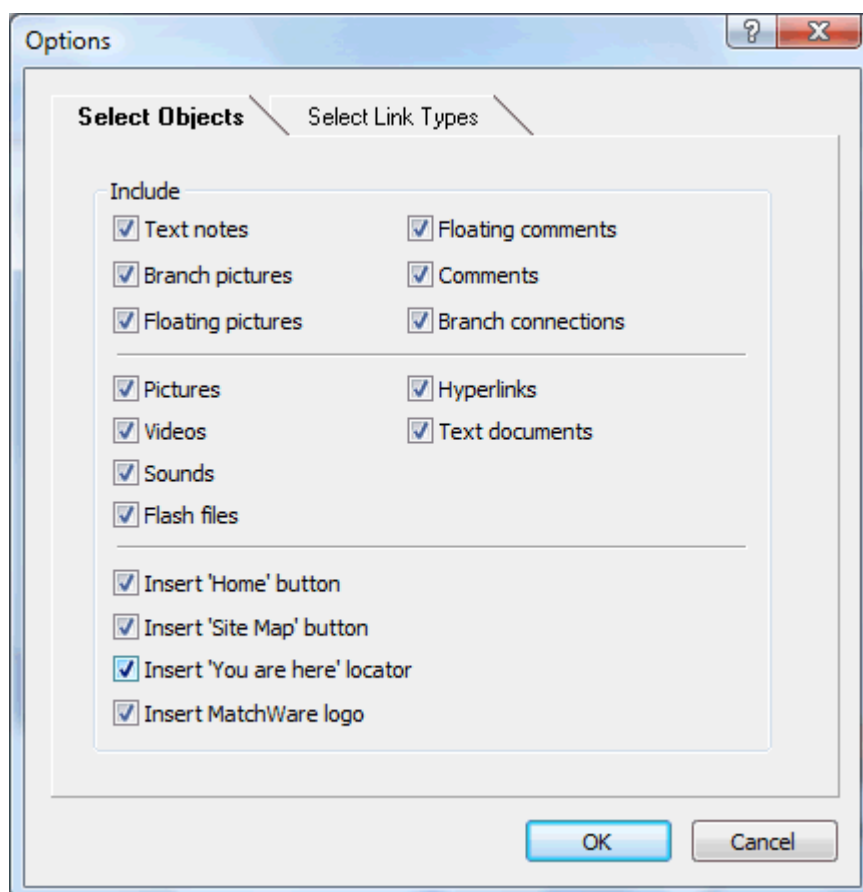 Options
Select Objects Select Link Types
Include
Text notes Floating comments
Branch pictures Comments
Floating pictures Branch connections
Pictures Hyperlinks
Videos Text documents
Sounds
Flash files
Insert 'Home' button
Insert 'Site Map' button
Insert 'You are here' locator
Insert MatchWare logo
OK Cancel